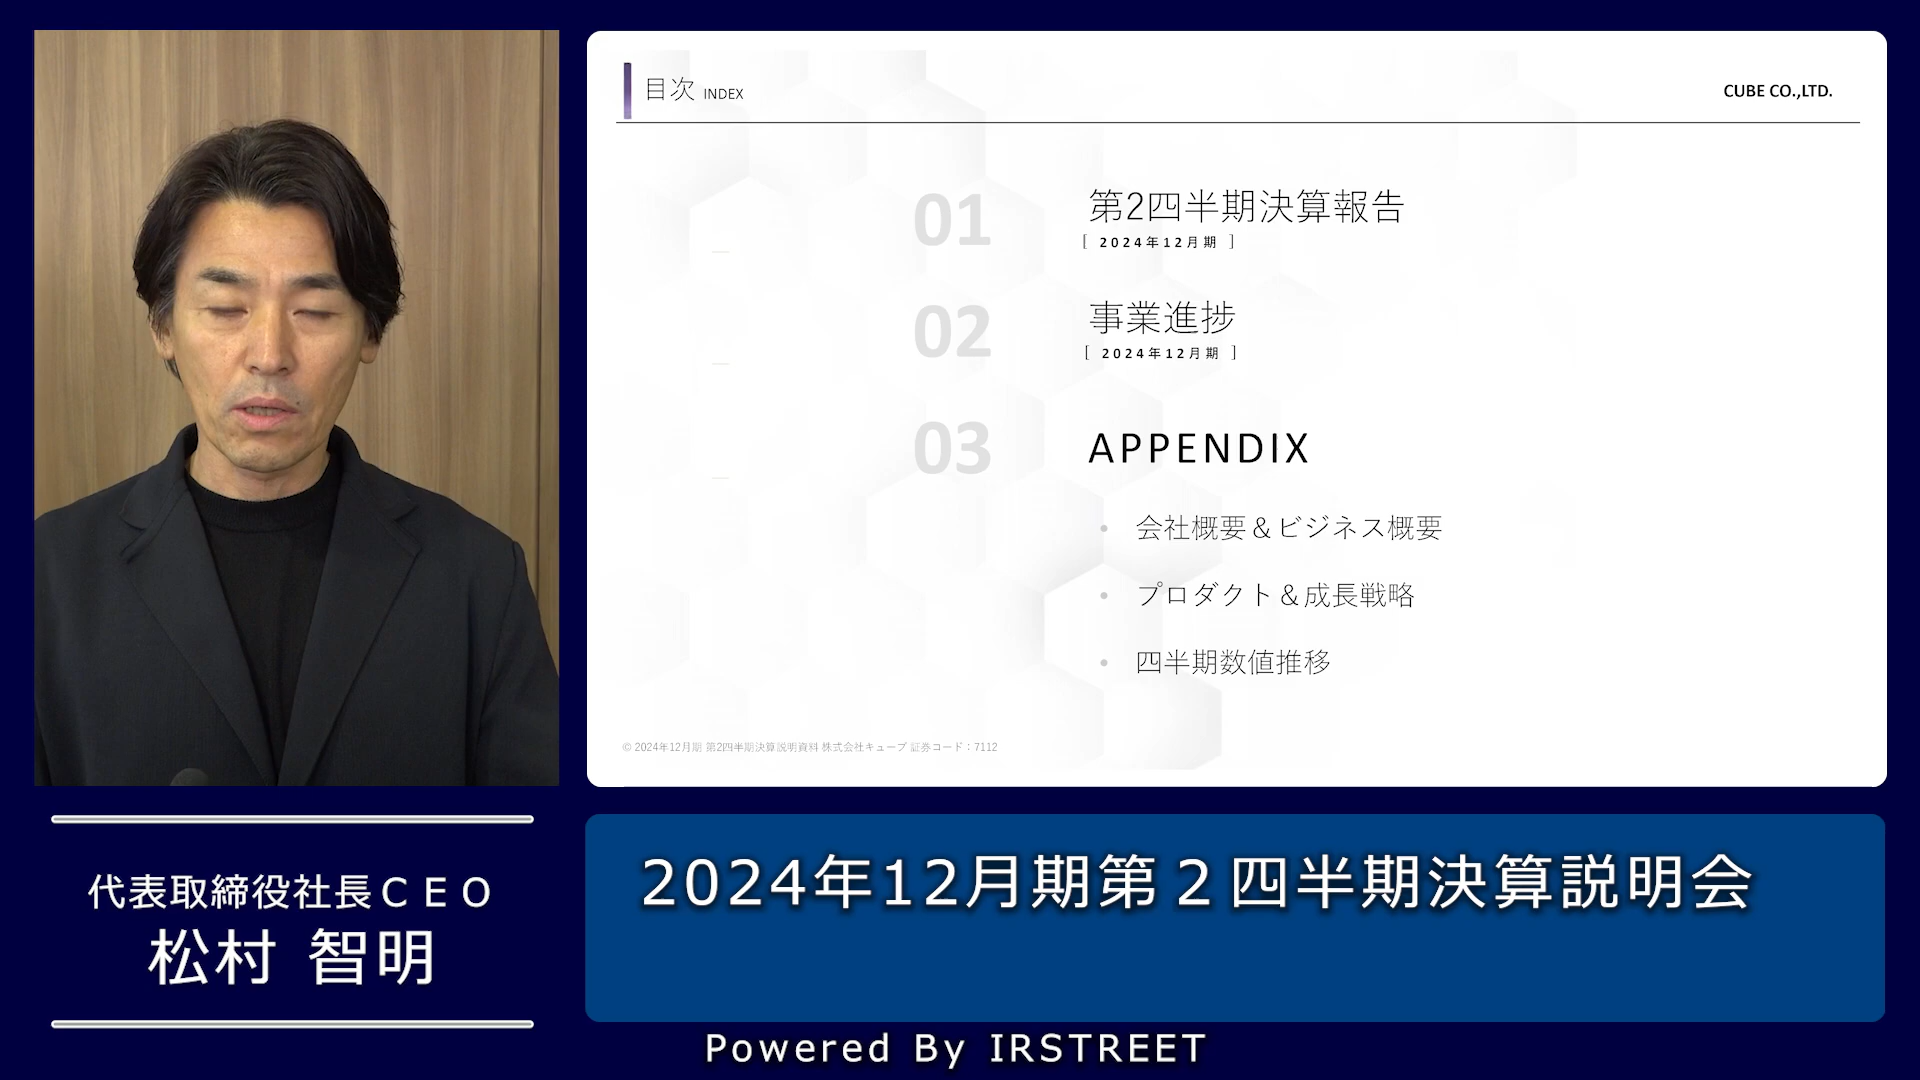 目次 INDEX
CUBE CO.,LTD.
01
第2四半期決算報告
[ 2024年12月期 ]
02
事業進捗
[ 2024年12月期 ]
03
APPENDIX
• 会社概要＆ビジネス概要
• プロダクト＆成長戦略
• 四半期数値推移
© 2024年12月期 第2四半期決算説明資料 株式会社キューブ 証券コード：7112
代表取締役社長ＣＥＯ
松村 智明
2024年12月期第２四半期決算説明会
Powered By IRSTREET